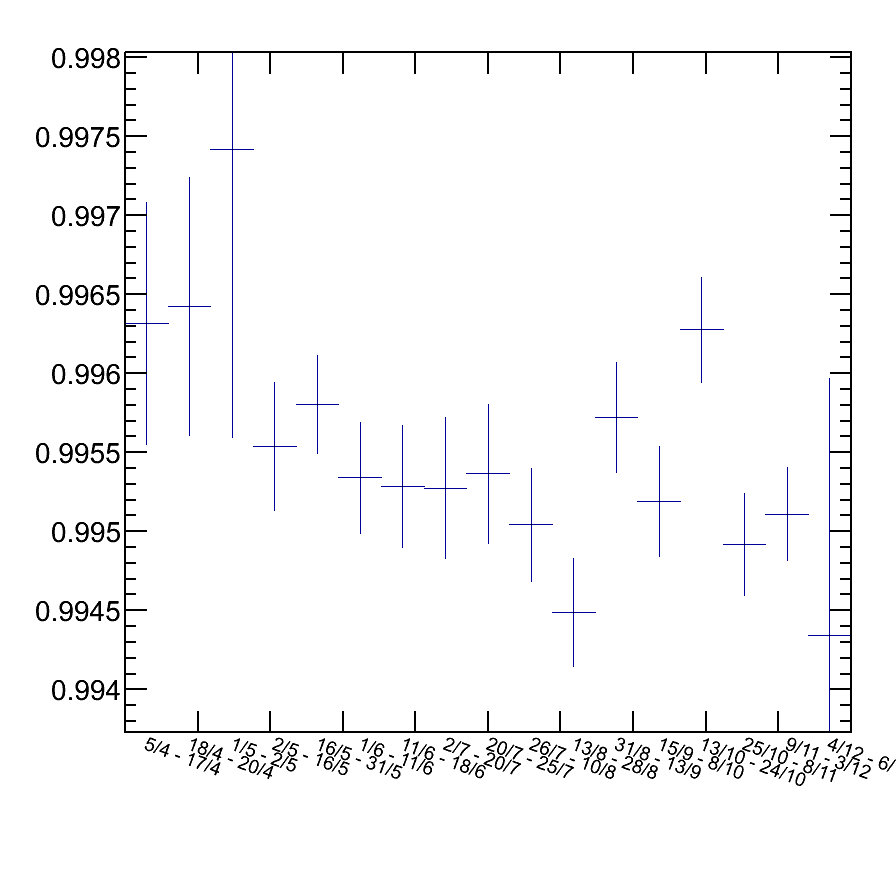 0.998
0.9975
0.997
0.9965
0.996
0.9955
0.995
0.9945
0.994
5/4 - 17/4
18/4 - 20/4
1/5 - 2/5
2/5 - 16/5
16/5 - 31/5
1/6 - 11/6
11/6 - 18/6
2/7 - 20/7
20/7 - 25/7
26/7 - 10/8
13/8 - 28/8
31/8 - 13/9
15/9 - 8/10
13/10 - 24/10
25/10 - 8/11
9/11 - 3/12
4/12 - 6/